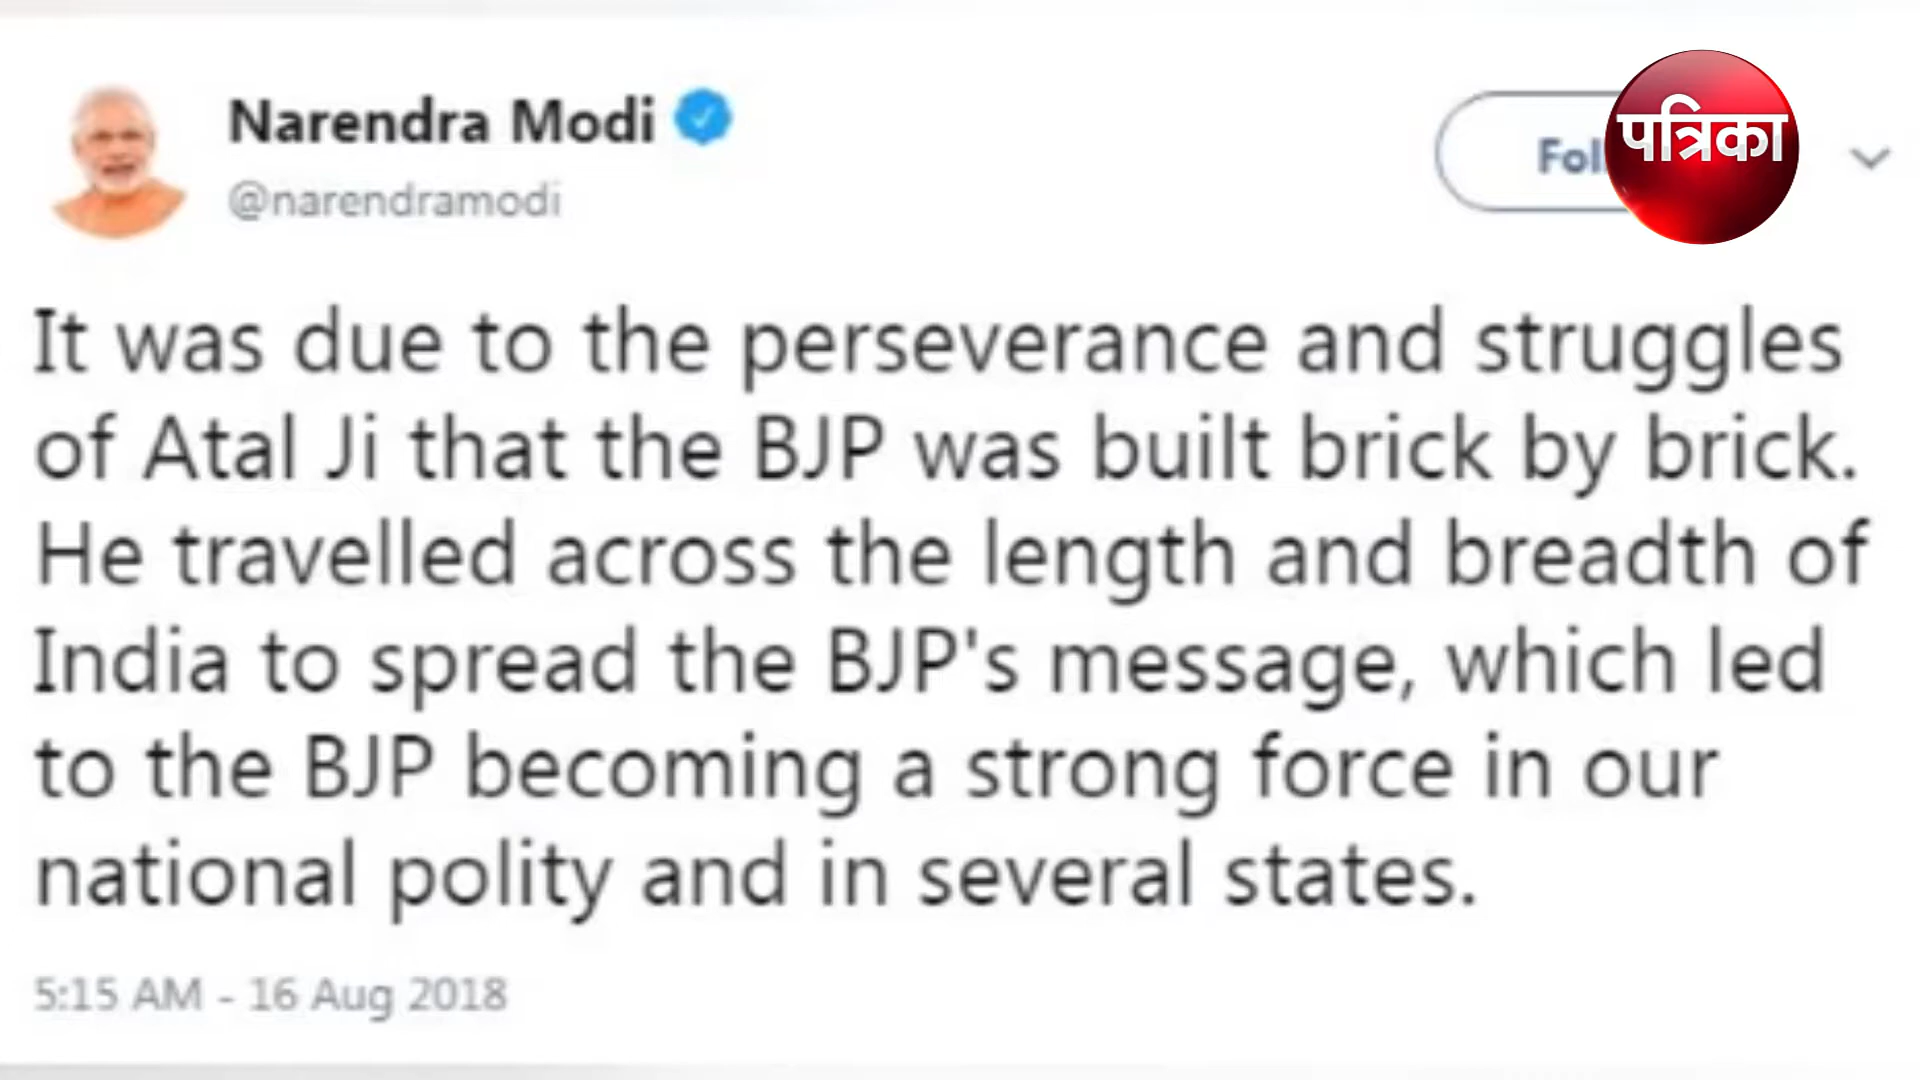 Narendra Modi
@narendramodi
पत्रिका
It was due to the perseverance and struggles
of Atal Ji that the BJP was built brick by brick.
He travelled across the length and breadth of
India to spread the BJP's message, which led
to the BJP becoming a strong force in our
national polity and in several states.
5:15 AM - 16 Aug 2018